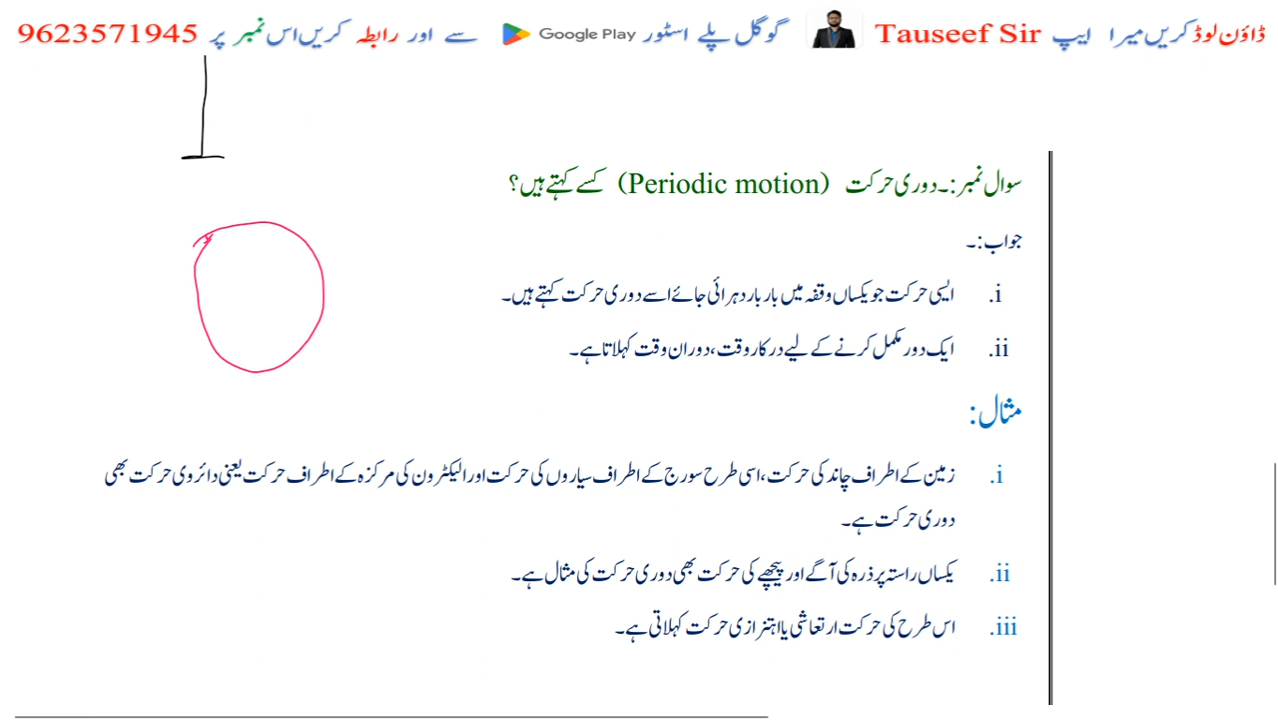 ڈاؤن لوڈ کریں میرا ایپ Tauseef Sir گوگل پلے اسٹور Google Play سے اور رابطہ کریں اس نمبر پر 9623571945
سوال نمبر :۔ دوری حرکت (Periodic motion) کسے کہتے ہیں؟
جواب :۔
i. ایسی حرکت جو یکساں وقفہ میں بار بار دہرائی جائے اسے دوری حرکت کہتے ہیں۔
ii. ایک دور مکمل کرنے کے لیے درکار وقت، دوران وقت کہلاتا ہے۔
مثال:
i. زمین کے اطراف چاند کی حرکت، اسی طرح سورج کے اطراف سیاروں کی حرکت اور الیکٹرون کی مرکزہ کے اطراف حرکت یعنی دائروی حرکت بھی
دوری حرکت ہے۔
ii. یکساں راستہ پر ذرہ کی آگے اور پیچھے کی حرکت بھی دوری حرکت کی مثال ہے۔
iii. اس طرح کی حرکت ارتعاشی یا اہتزازی حرکت کہلاتی ہے۔